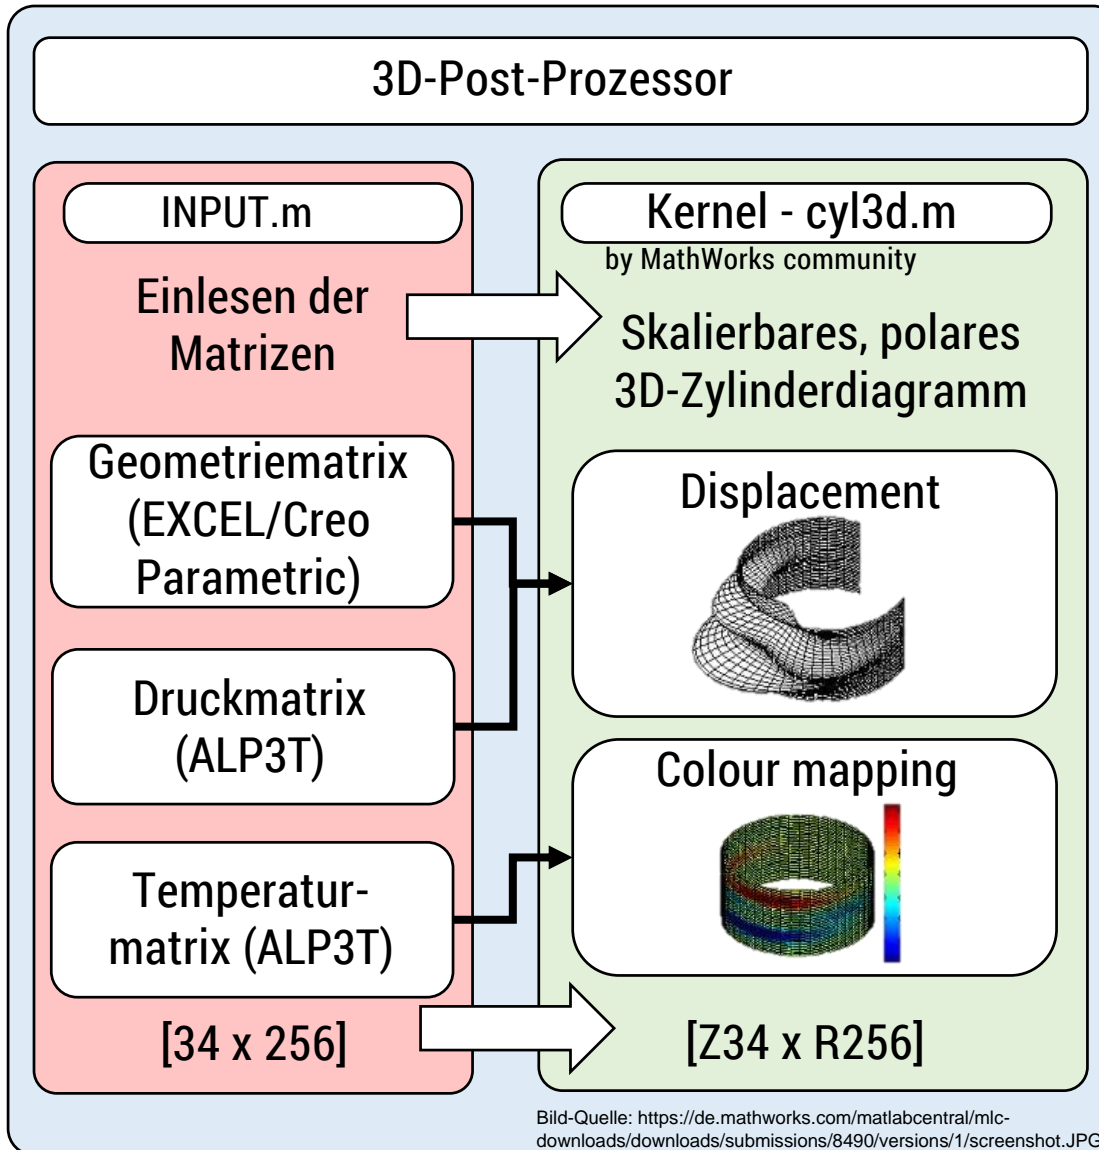 3D-Post-Prozessor
INPUT.m
Einlesen der
Matrizen
Geometriematrix
(EXCEL/Creo
Parametric)
Druckmatrix
(ALP3T)
Temperatur-
matrix (ALP3T)
[34 x 256]
Kernel - cyl3d.m
by MathWorks community
Skalierbares, polares
3D-Zylinderdiagramm
Displacement
Colour mapping
[Z34 x R256]
Bild-Quelle: https://de.mathworks.com/matlabcentral/mlc-
downloads/downloads/submissions/8490/versions/1/screenshot.JPG